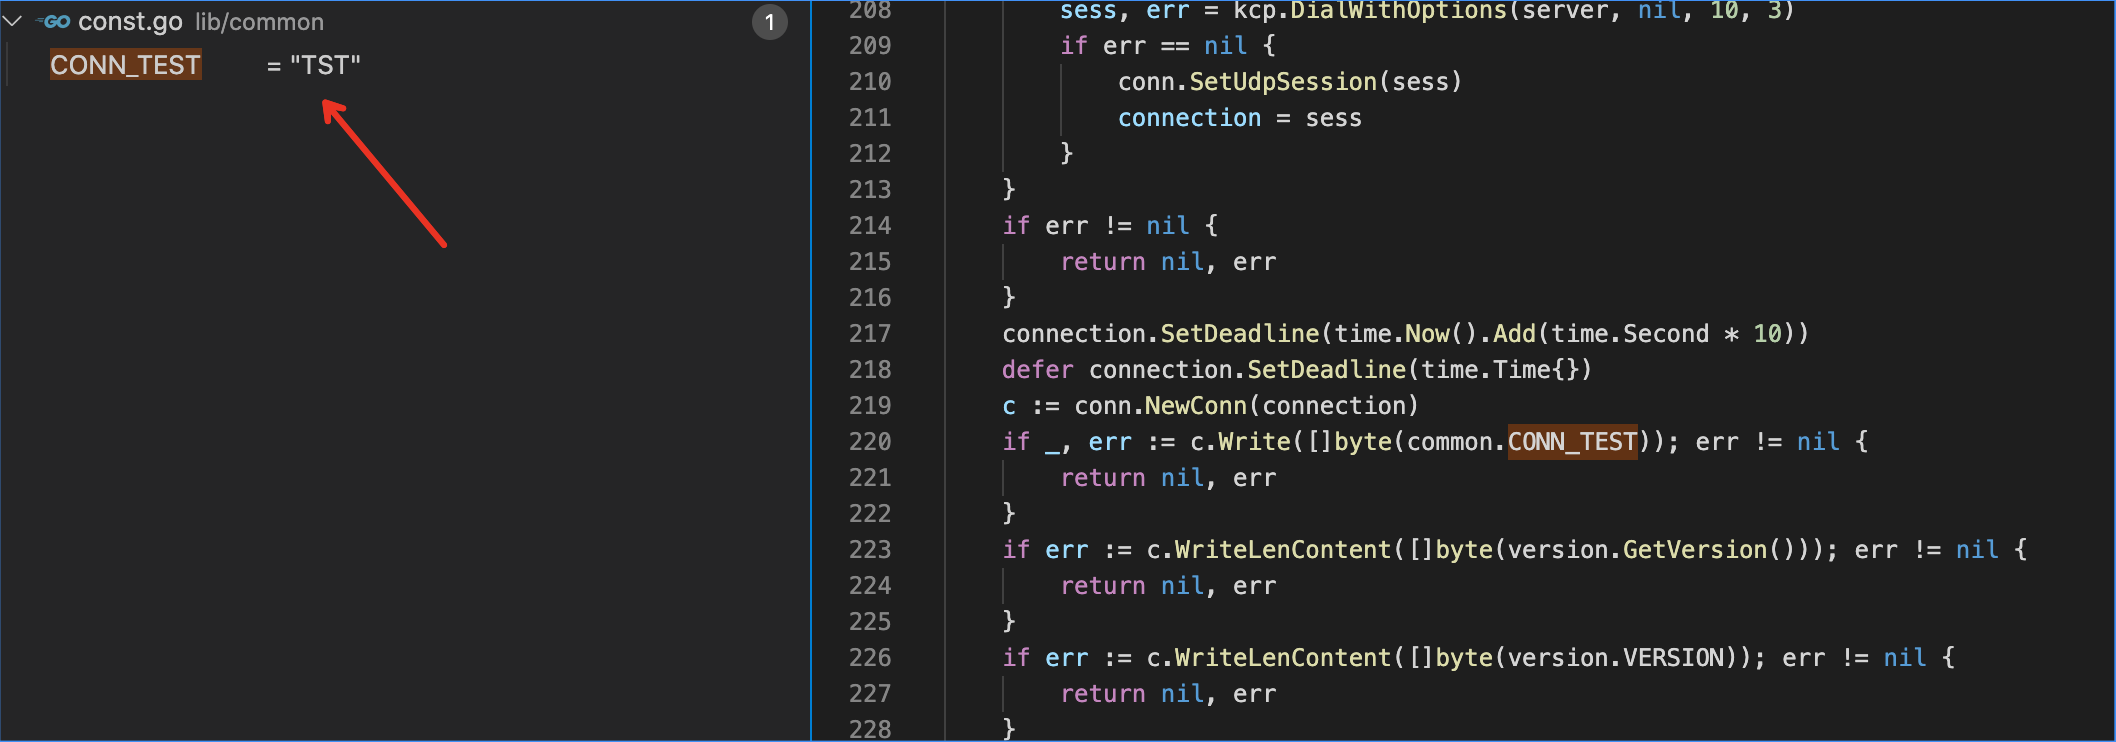 const.go lib/common 1
CONN_TEST = "TST"
208 sess, err = kcp.DialWithOptions(server, nil, 10, 3)
209 if err == nil {
210 conn.SetUdpSession(sess)
211 connection = sess
212 }
213 }
214 if err != nil {
215 return nil, err
216 }
217 connection.SetDeadline(time.Now().Add(time.Second * 10))
218 defer connection.SetDeadline(time.Time{})
219 c := conn.NewConn(connection)
220 if _, err := c.Write([]byte(common.CONN_TEST)); err != nil {
221 return nil, err
222 }
223 if err := c.WriteLenContent([]byte(version.GetVersion())); err != nil {
224 return nil, err
225 }
226 if err := c.WriteLenContent([]byte(version.VERSION)); err != nil {
227 return nil, err
228 }